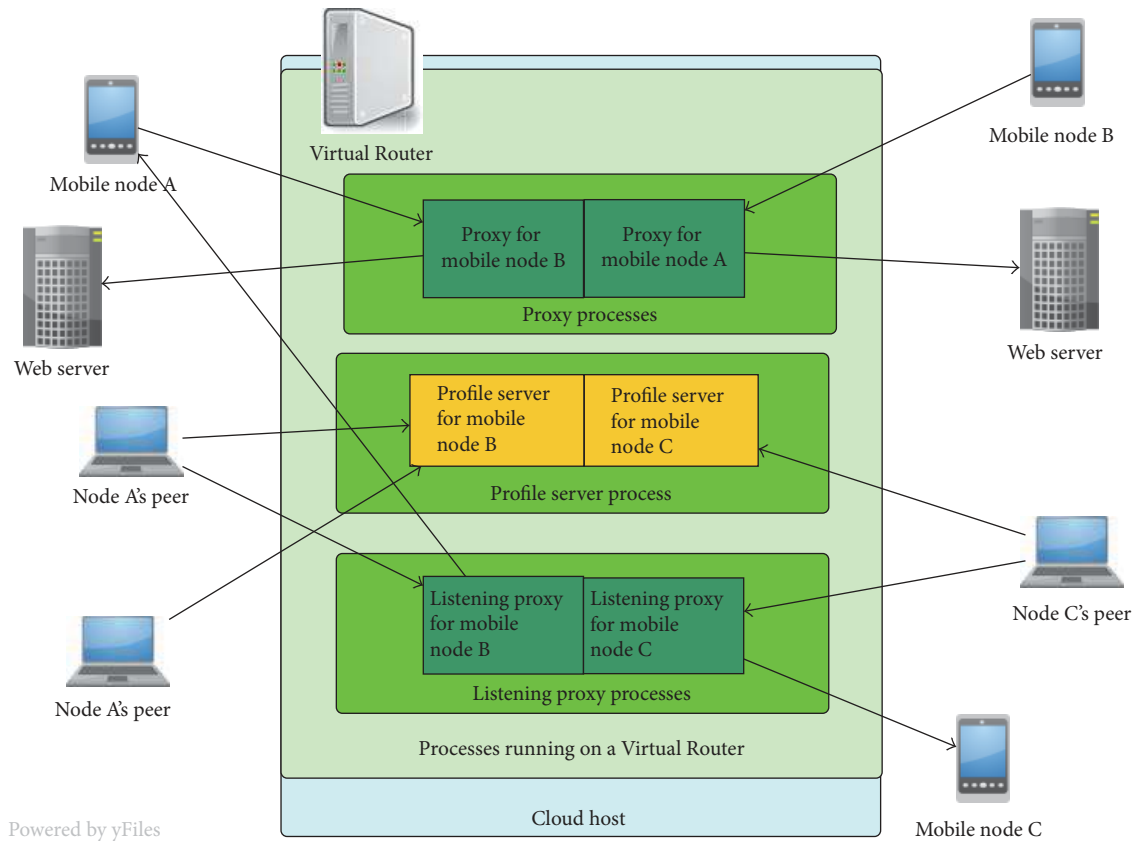 Virtual Router
Mobile node A
Mobile node B
Proxy for
mobile node B
Proxy for
mobile node A
Proxy processes
Web server
Web server
Profile server
for mobile
node B
Profile server
for mobile
node C
Profile server process
Node A's peer
Listening proxy
for mobile
node B
Listening proxy
for mobile
node C
Listening proxy processes
Node A's peer
Node C's peer
Processes running on a Virtual Router
Cloud host
Mobile node C
Powered by yFiles